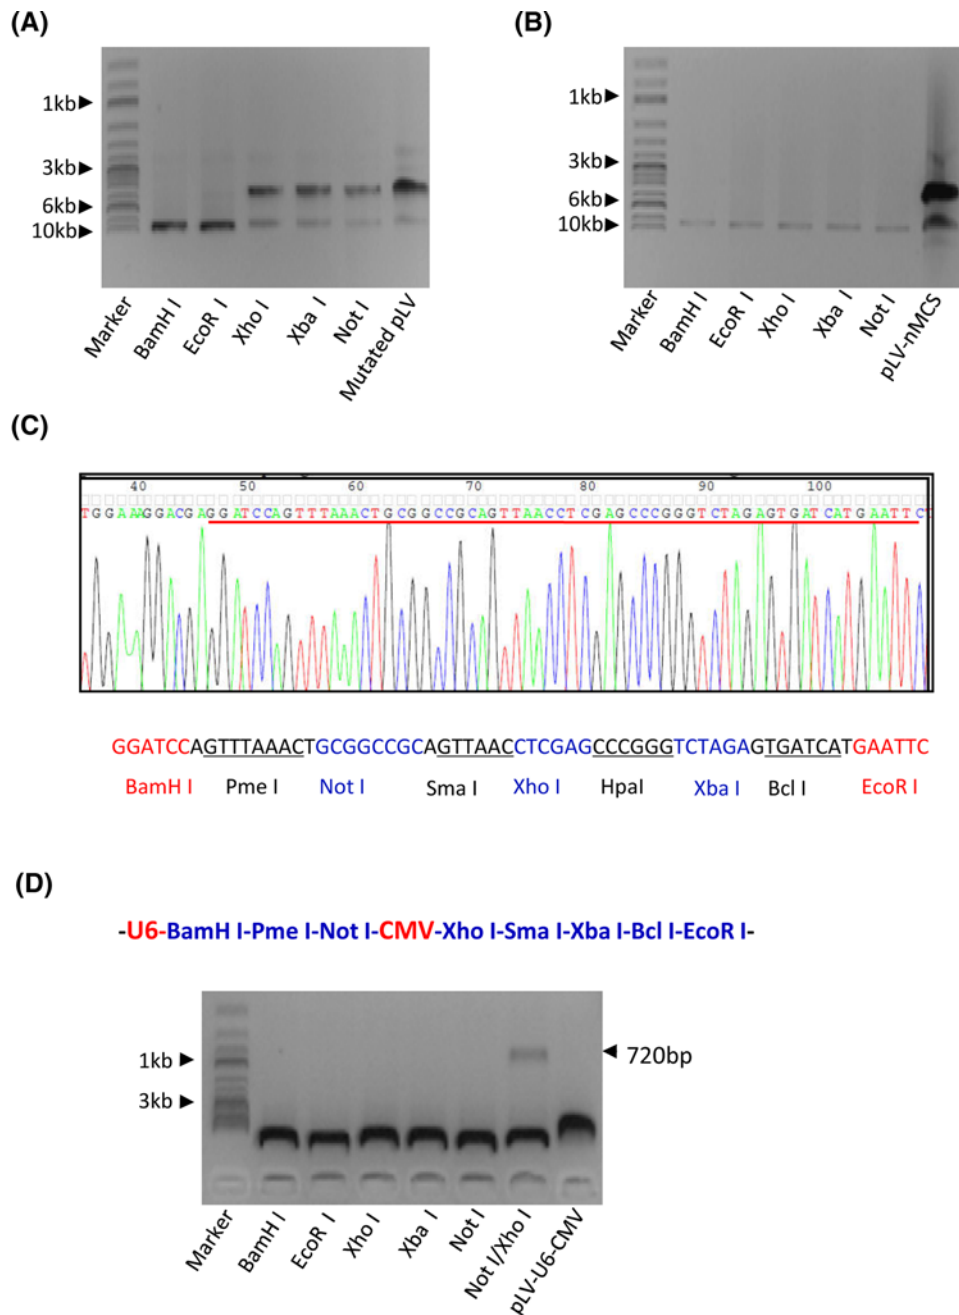 (A)
1kb
3kb
6kb
10kb
Marker
BamH I
EcoR I
Xho I
Xba I
Not I
Mutated pLV
(B)
1kb
3kb
6kb
10kb
Marker
BamH I
EcoR I
Xho I
Xba I
Not I
pLV-nMCS
(C)
40 50 60 70 80 90 100
TGGAAAGGACGAGGATCCAGTTTAAACTGCGGCCGCAGTTAACCTCGAGCCCGGGTCTAGAGTGATCATGAATTC
GGATCCAGTTTAAACTGCGGCCGCAGTTAACCTCGAGCCCGGGTCTAGAGTGATCATGAATTC
BamH I Pme I Not I Sma I Xho I HpaI Xba I Bcl I EcoR I
(D)
-U6-BamH I-Pme I-Not I-CMV-Xho I-Sma I-Xba I-Bcl I-EcoR I-
1kb
3kb
720bp
Marker
BamH I
EcoR I
Xho I
Xba I
Not I
Not I/Xho I
pLV-U6-CMV